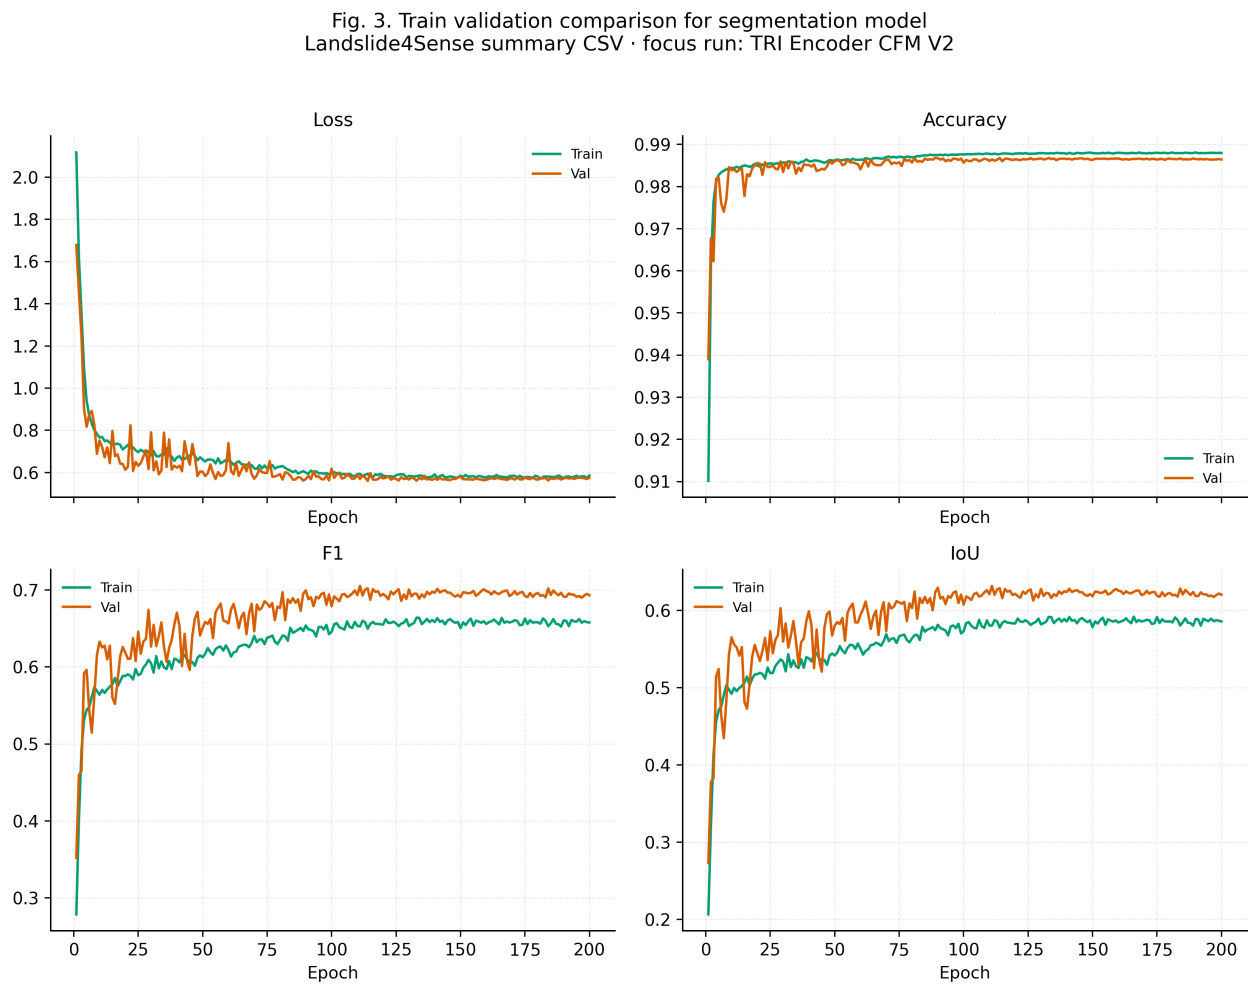 Fig. 3. Train validation comparison for segmentation model
Landslide4Sense summary CSV · focus run: TRI Encoder CFM V2
Loss
2.0
1.8
1.6
1.4
1.2
1.0
0.8
0.6
Train
Val
Epoch
Accuracy
0.99
0.98
0.97
0.96
0.95
0.94
0.93
0.92
0.91
Train
Val
Epoch
F1
0.7
0.6
0.5
0.4
0.3
Train
Val
0 25 50 75 100 125 150 175 200
Epoch
IoU
0.6
0.5
0.4
0.3
0.2
Train
Val
0 25 50 75 100 125 150 175 200
Epoch